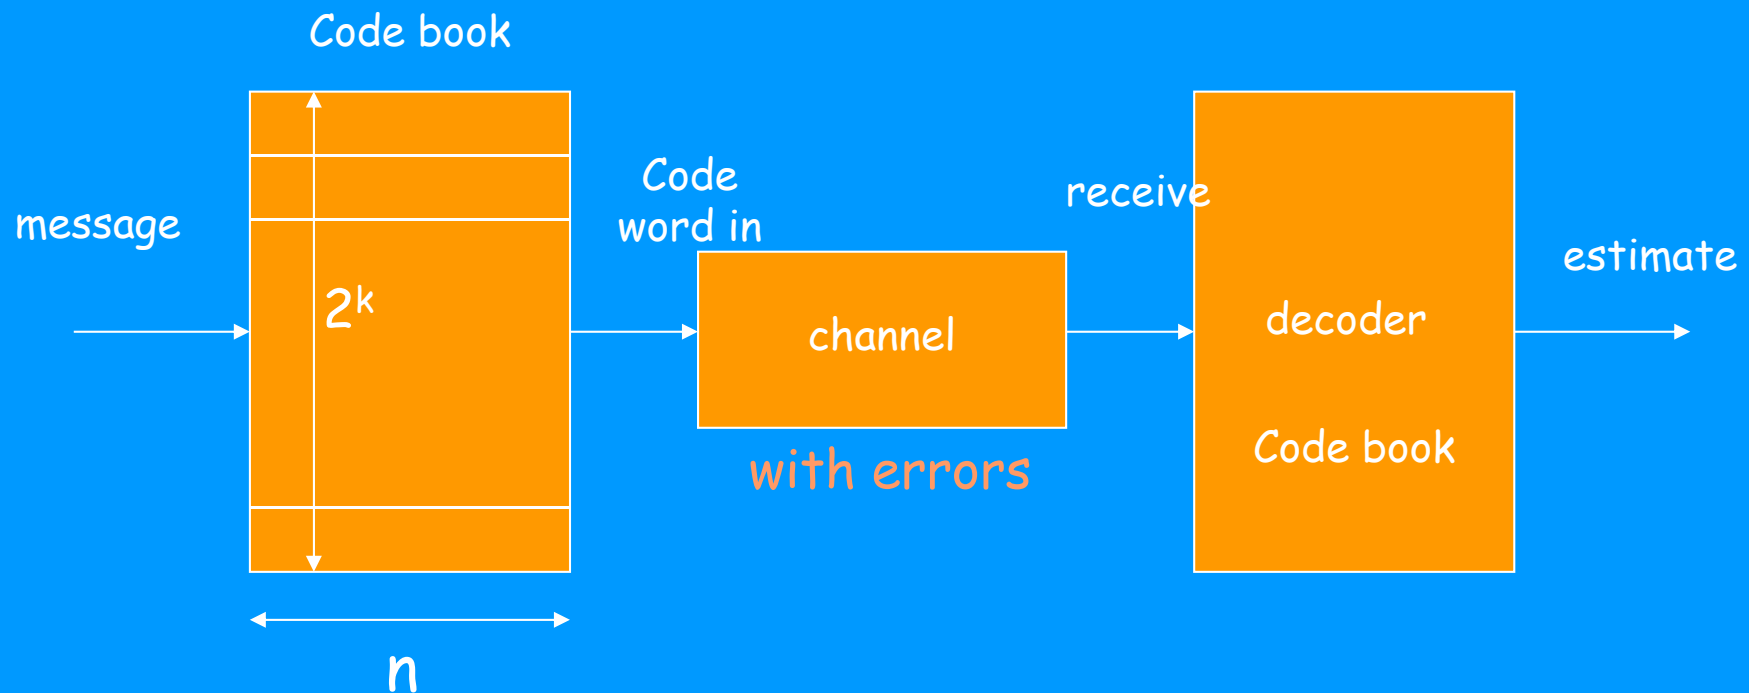 Code book
message
2ᵏ
n
Code
word in
channel
with errors
receive
decoder
Code book
estimate